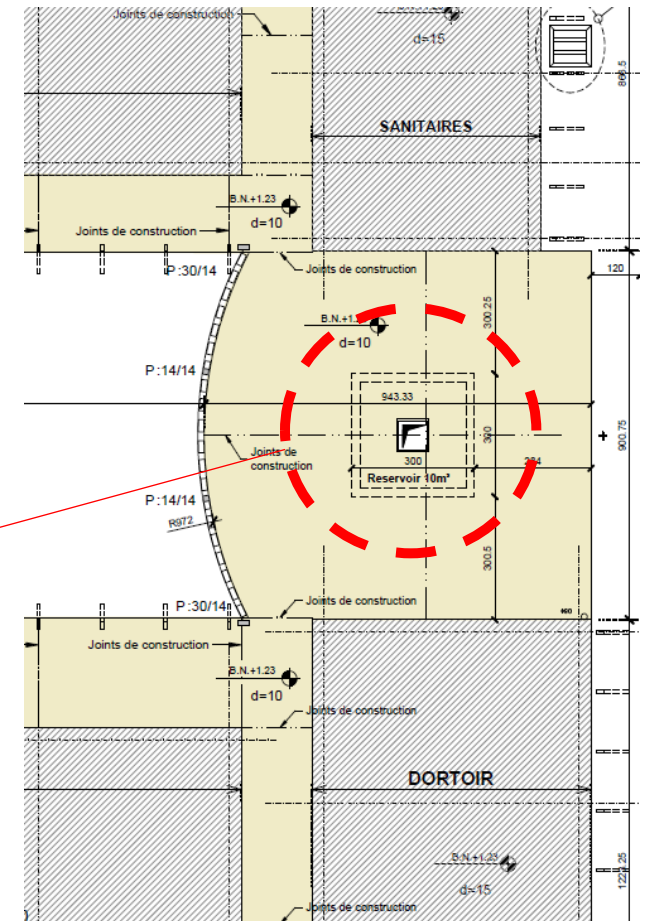 Joints de construction
d=15
866.5
SANITAIRES
B.N.+1.23
d=10
Joints de construction
P:30/14
Joints de construction
120
300.25
d=10
P:14/14
943.33
300
900.75
Joints de
construction
300
Reservoir 10m³
P:14/14
R972
300.5
P:30/14
Joints de construction
Joints de construction
B.N.+1.23
d=10
Joints de construction
DORTOIR
B.N.+1.23
d=15
Joints de construction